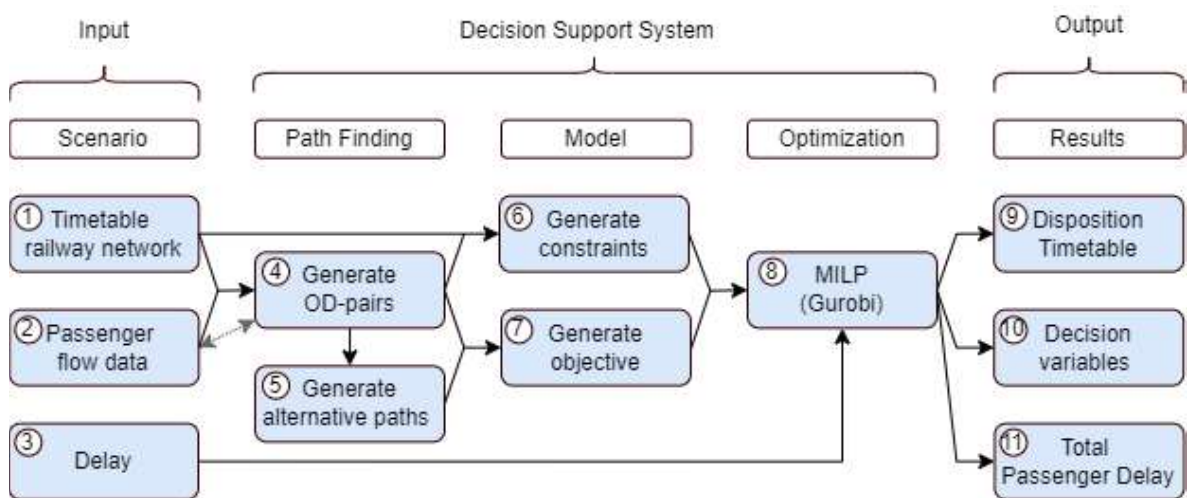 Input
Decision Support System
Output
Scenario
Path Finding
Model
Optimization
Results
1 Timetable
railway network
2 Passenger
flow data
3 Delay
4 Generate
OD-pairs
5 Generate
alternative paths
6 Generate
constraints
7 Generate
objective
8 MILP
(Gurobi)
9 Disposition
Timetable
10 Decision
variables
11 Total
Passenger Delay